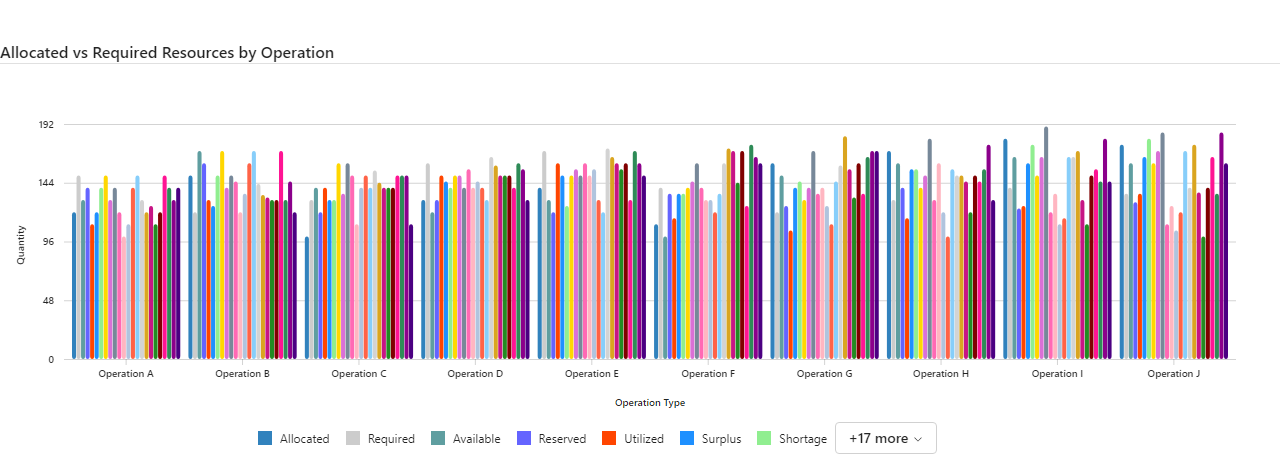 Allocated vs Required Resources by Operation
192
144
96
48
0
Quantity
Operation A Operation B Operation C Operation D Operation E Operation F Operation G Operation H Operation I Operation J
Operation Type
Allocated Required Available Reserved Utilized Surplus Shortage +17 more